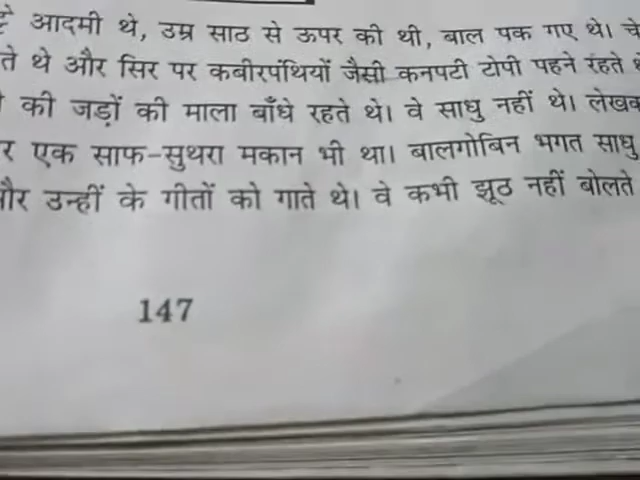 आदमी थे, उम्र साठ से ऊपर की थी, बाल पक गए थे।
थे और सिर पर कबीरपंथियों जैसी कनपटी टोपी पहने रहते
की जड़ों की माला बाँधे रहते थे। वे साधु नहीं थे।
एक साफ-सुथरा मकान भी था। बालगोबिन भगत साधु
और उन्हीं के गीतों को गाते थे। वे कभी झूठ नहीं बोलते
147